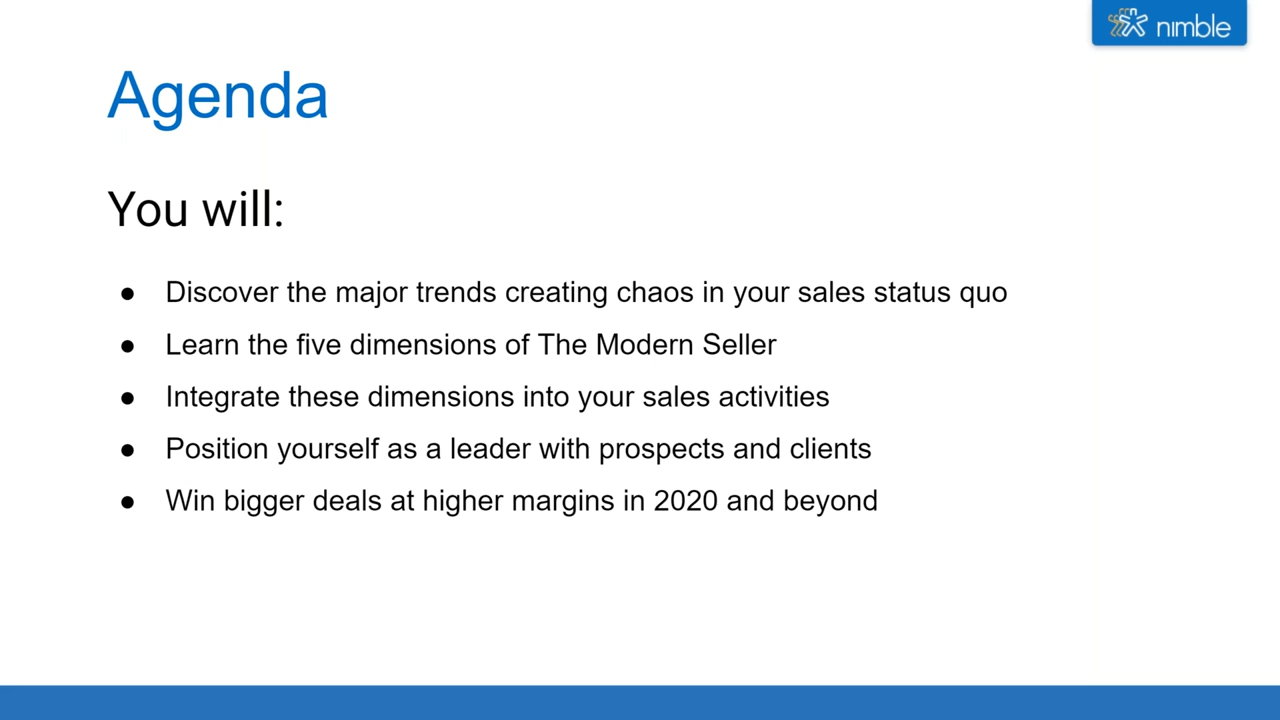 nimble
Agenda
You will:
● Discover the major trends creating chaos in your sales status quo
● Learn the five dimensions of The Modern Seller
● Integrate these dimensions into your sales activities
● Position yourself as a leader with prospects and clients
● Win bigger deals at higher margins in 2020 and beyond